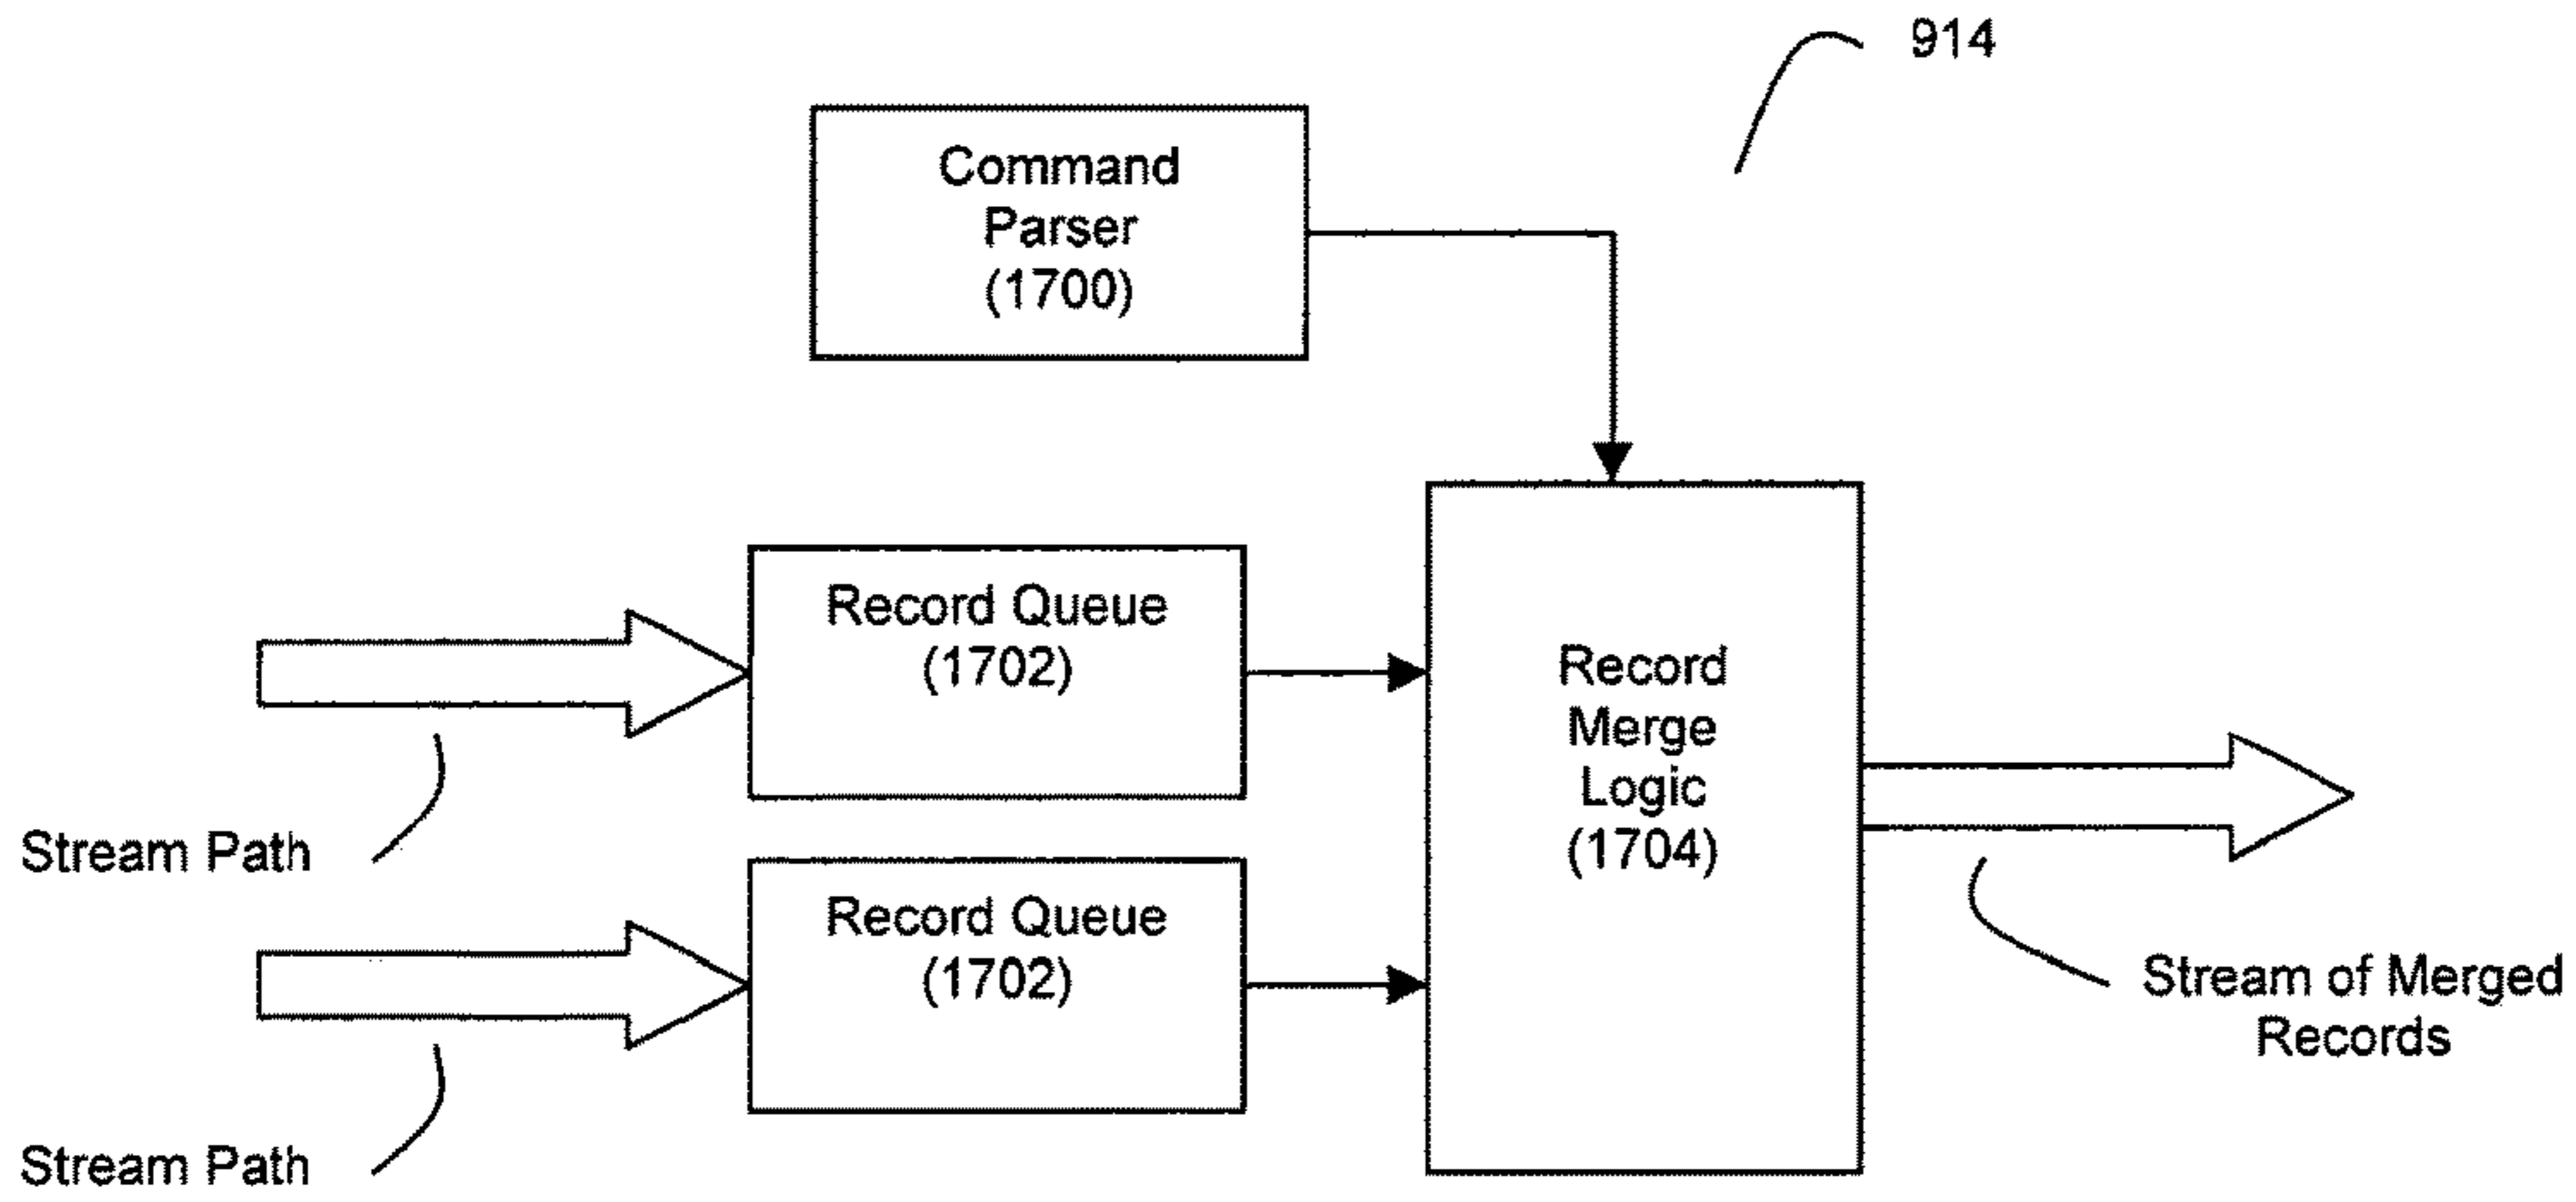 914
Command
Parser
(1700)
Record Queue
(1702)
Stream Path
Record
Merge
Logic
(1704)
Record Queue
(1702)
Stream Path
Stream of Merged
Records